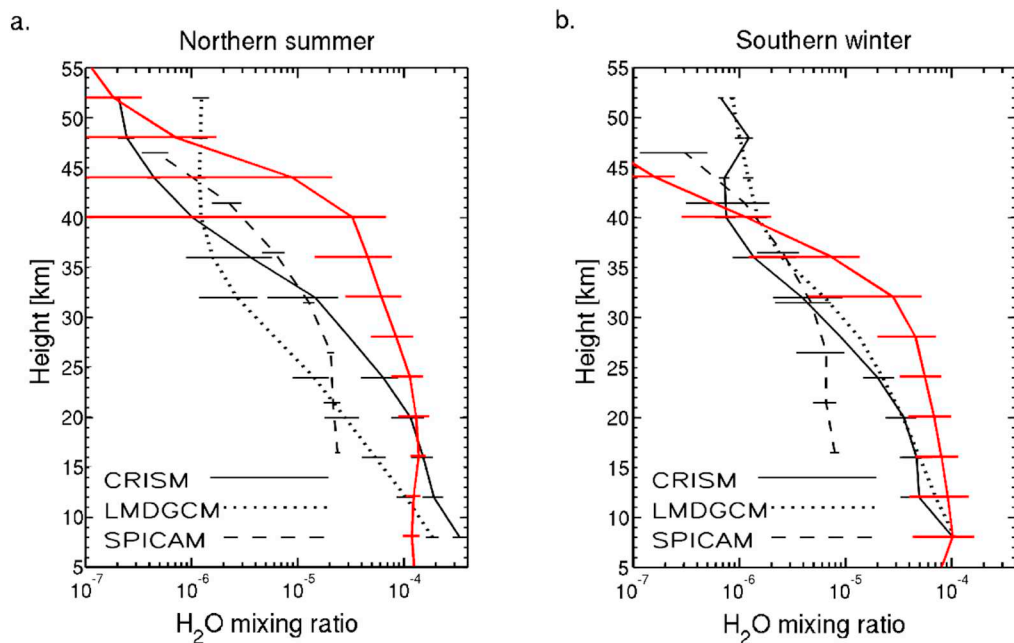 a.
Northern summer
55
50
45
40
35
30
25
20
15
10
5
Height [km]
CRISM
LMDGCM
SPICAM
10⁻⁷ 10⁻⁶ 10⁻⁵ 10⁻⁴
H₂O mixing ratio
b.
Southern winter
55
50
45
40
35
30
25
20
15
10
5
Height [km]
CRISM
LMDGCM
SPICAM
10⁻⁷ 10⁻⁶ 10⁻⁵ 10⁻⁴
H₂O mixing ratio